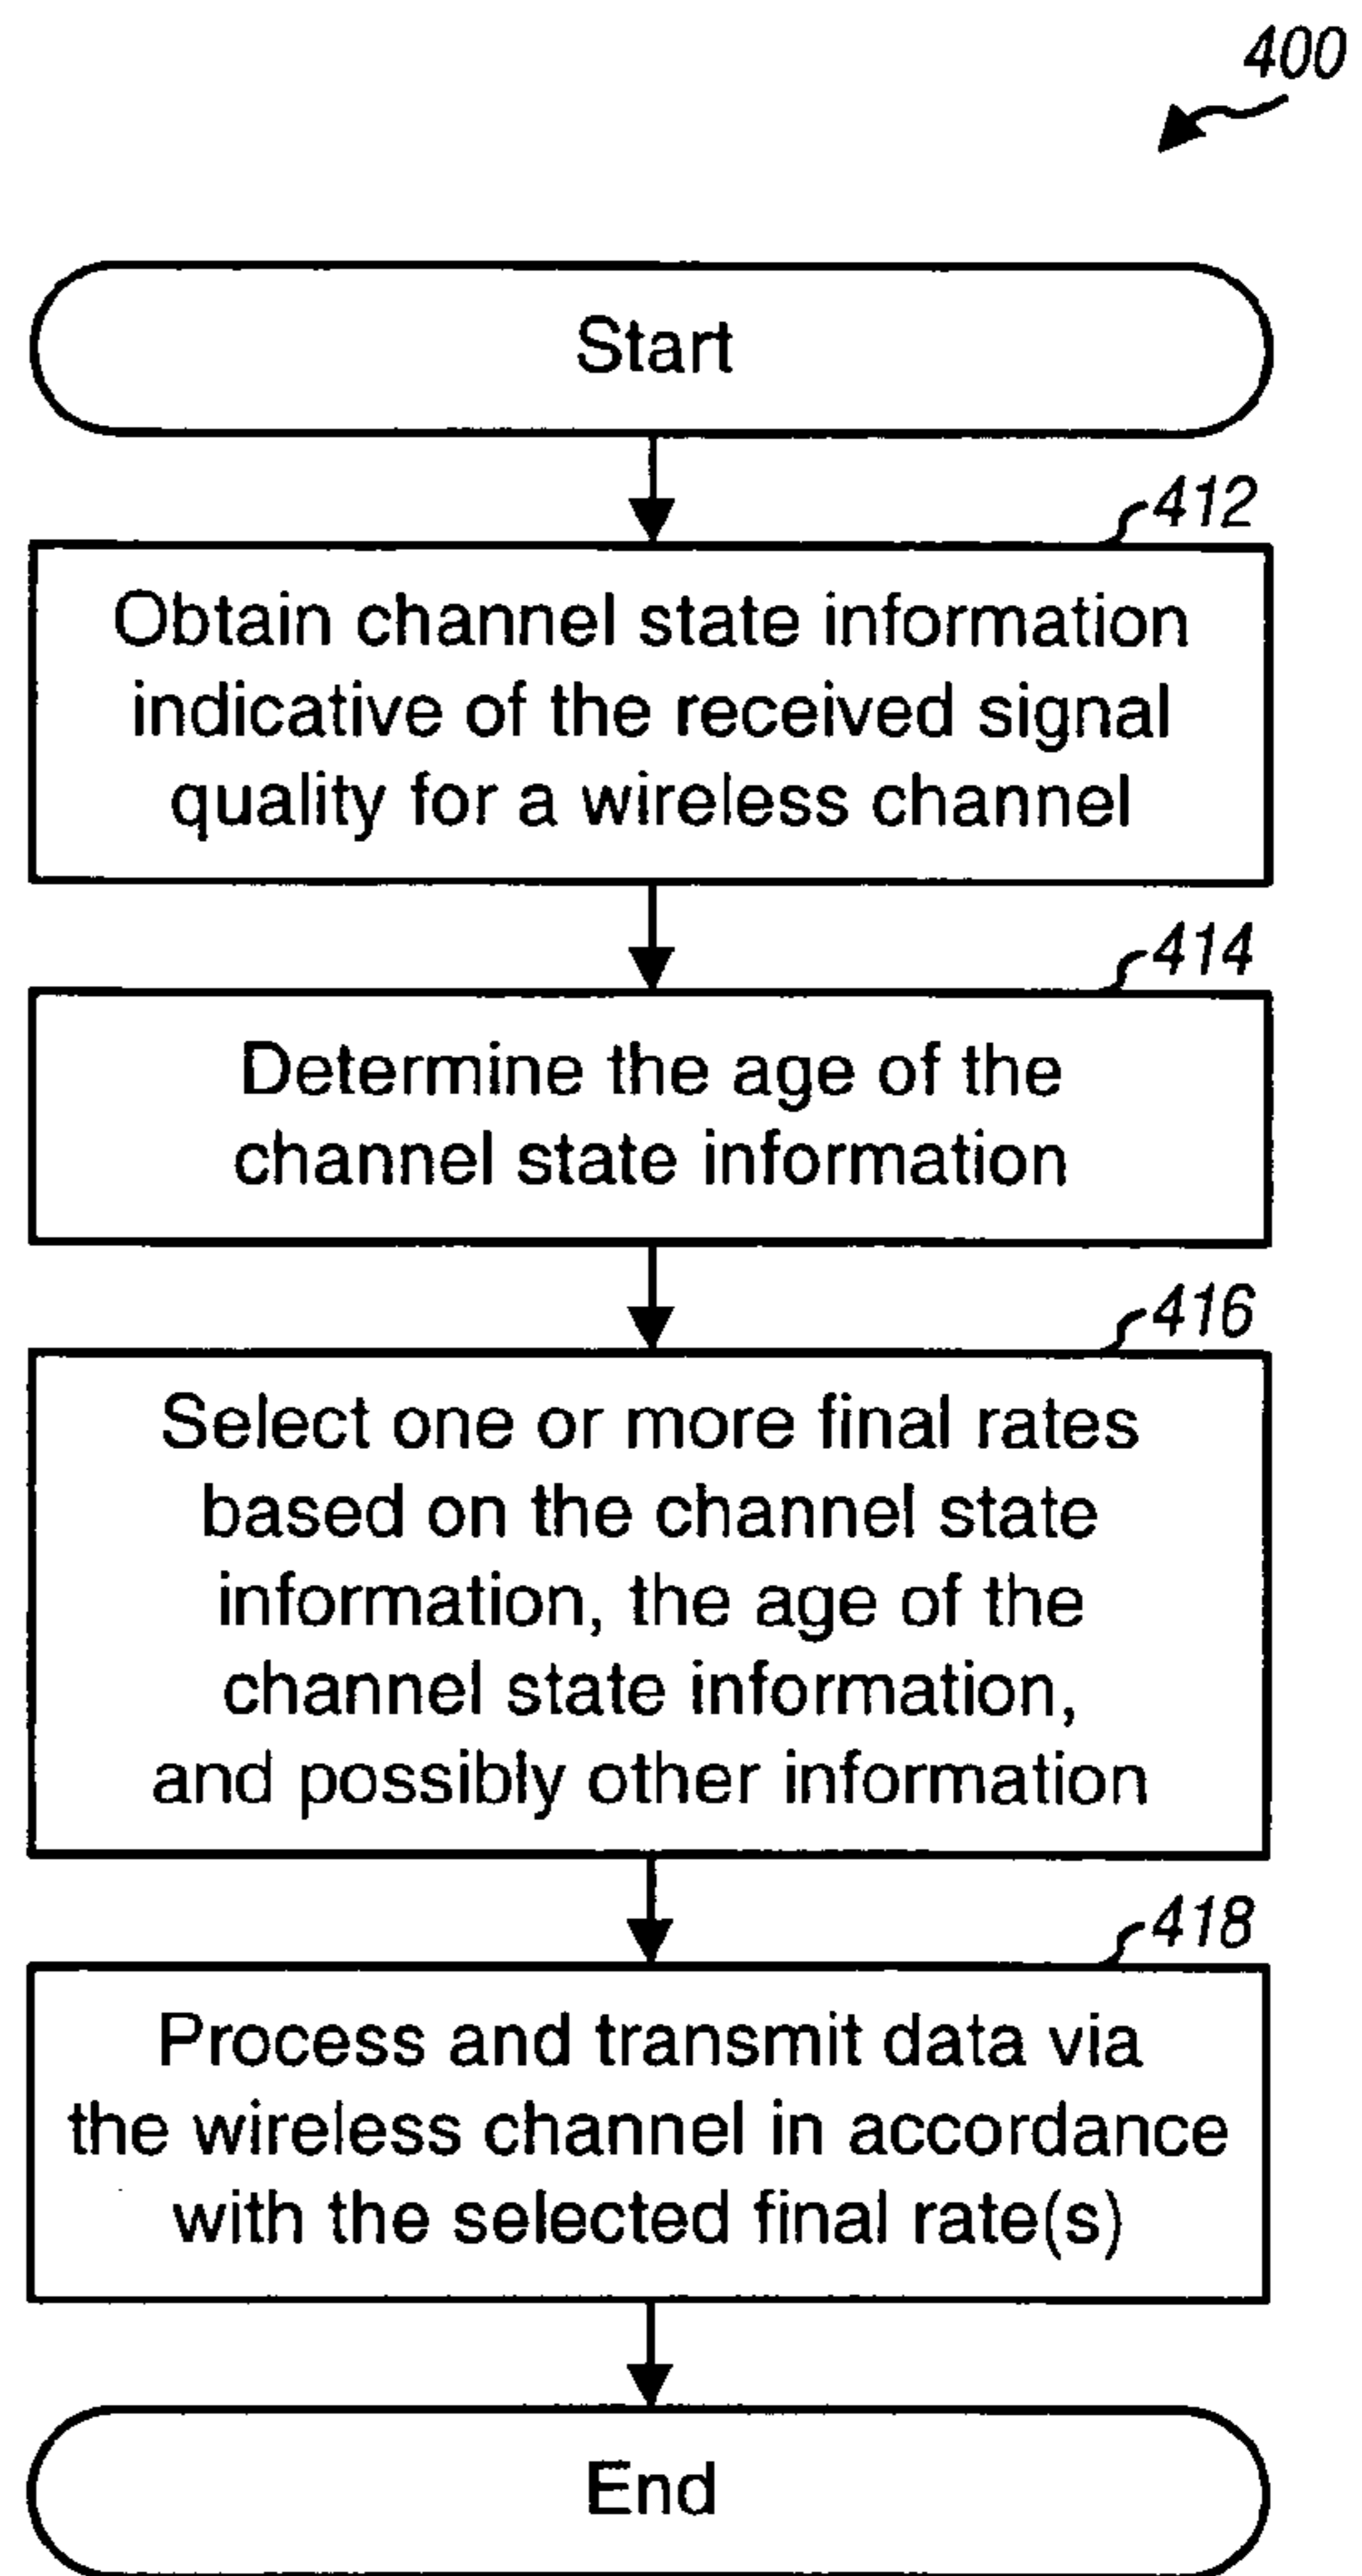 400
Start
412
Obtain channel state information
indicative of the received signal
quality for a wireless channel
414
Determine the age of the
channel state information
416
Select one or more final rates
based on the channel state
information, the age of the
channel state information,
and possibly other information
418
Process and transmit data via
the wireless channel in accordance
with the selected final rate(s)
End